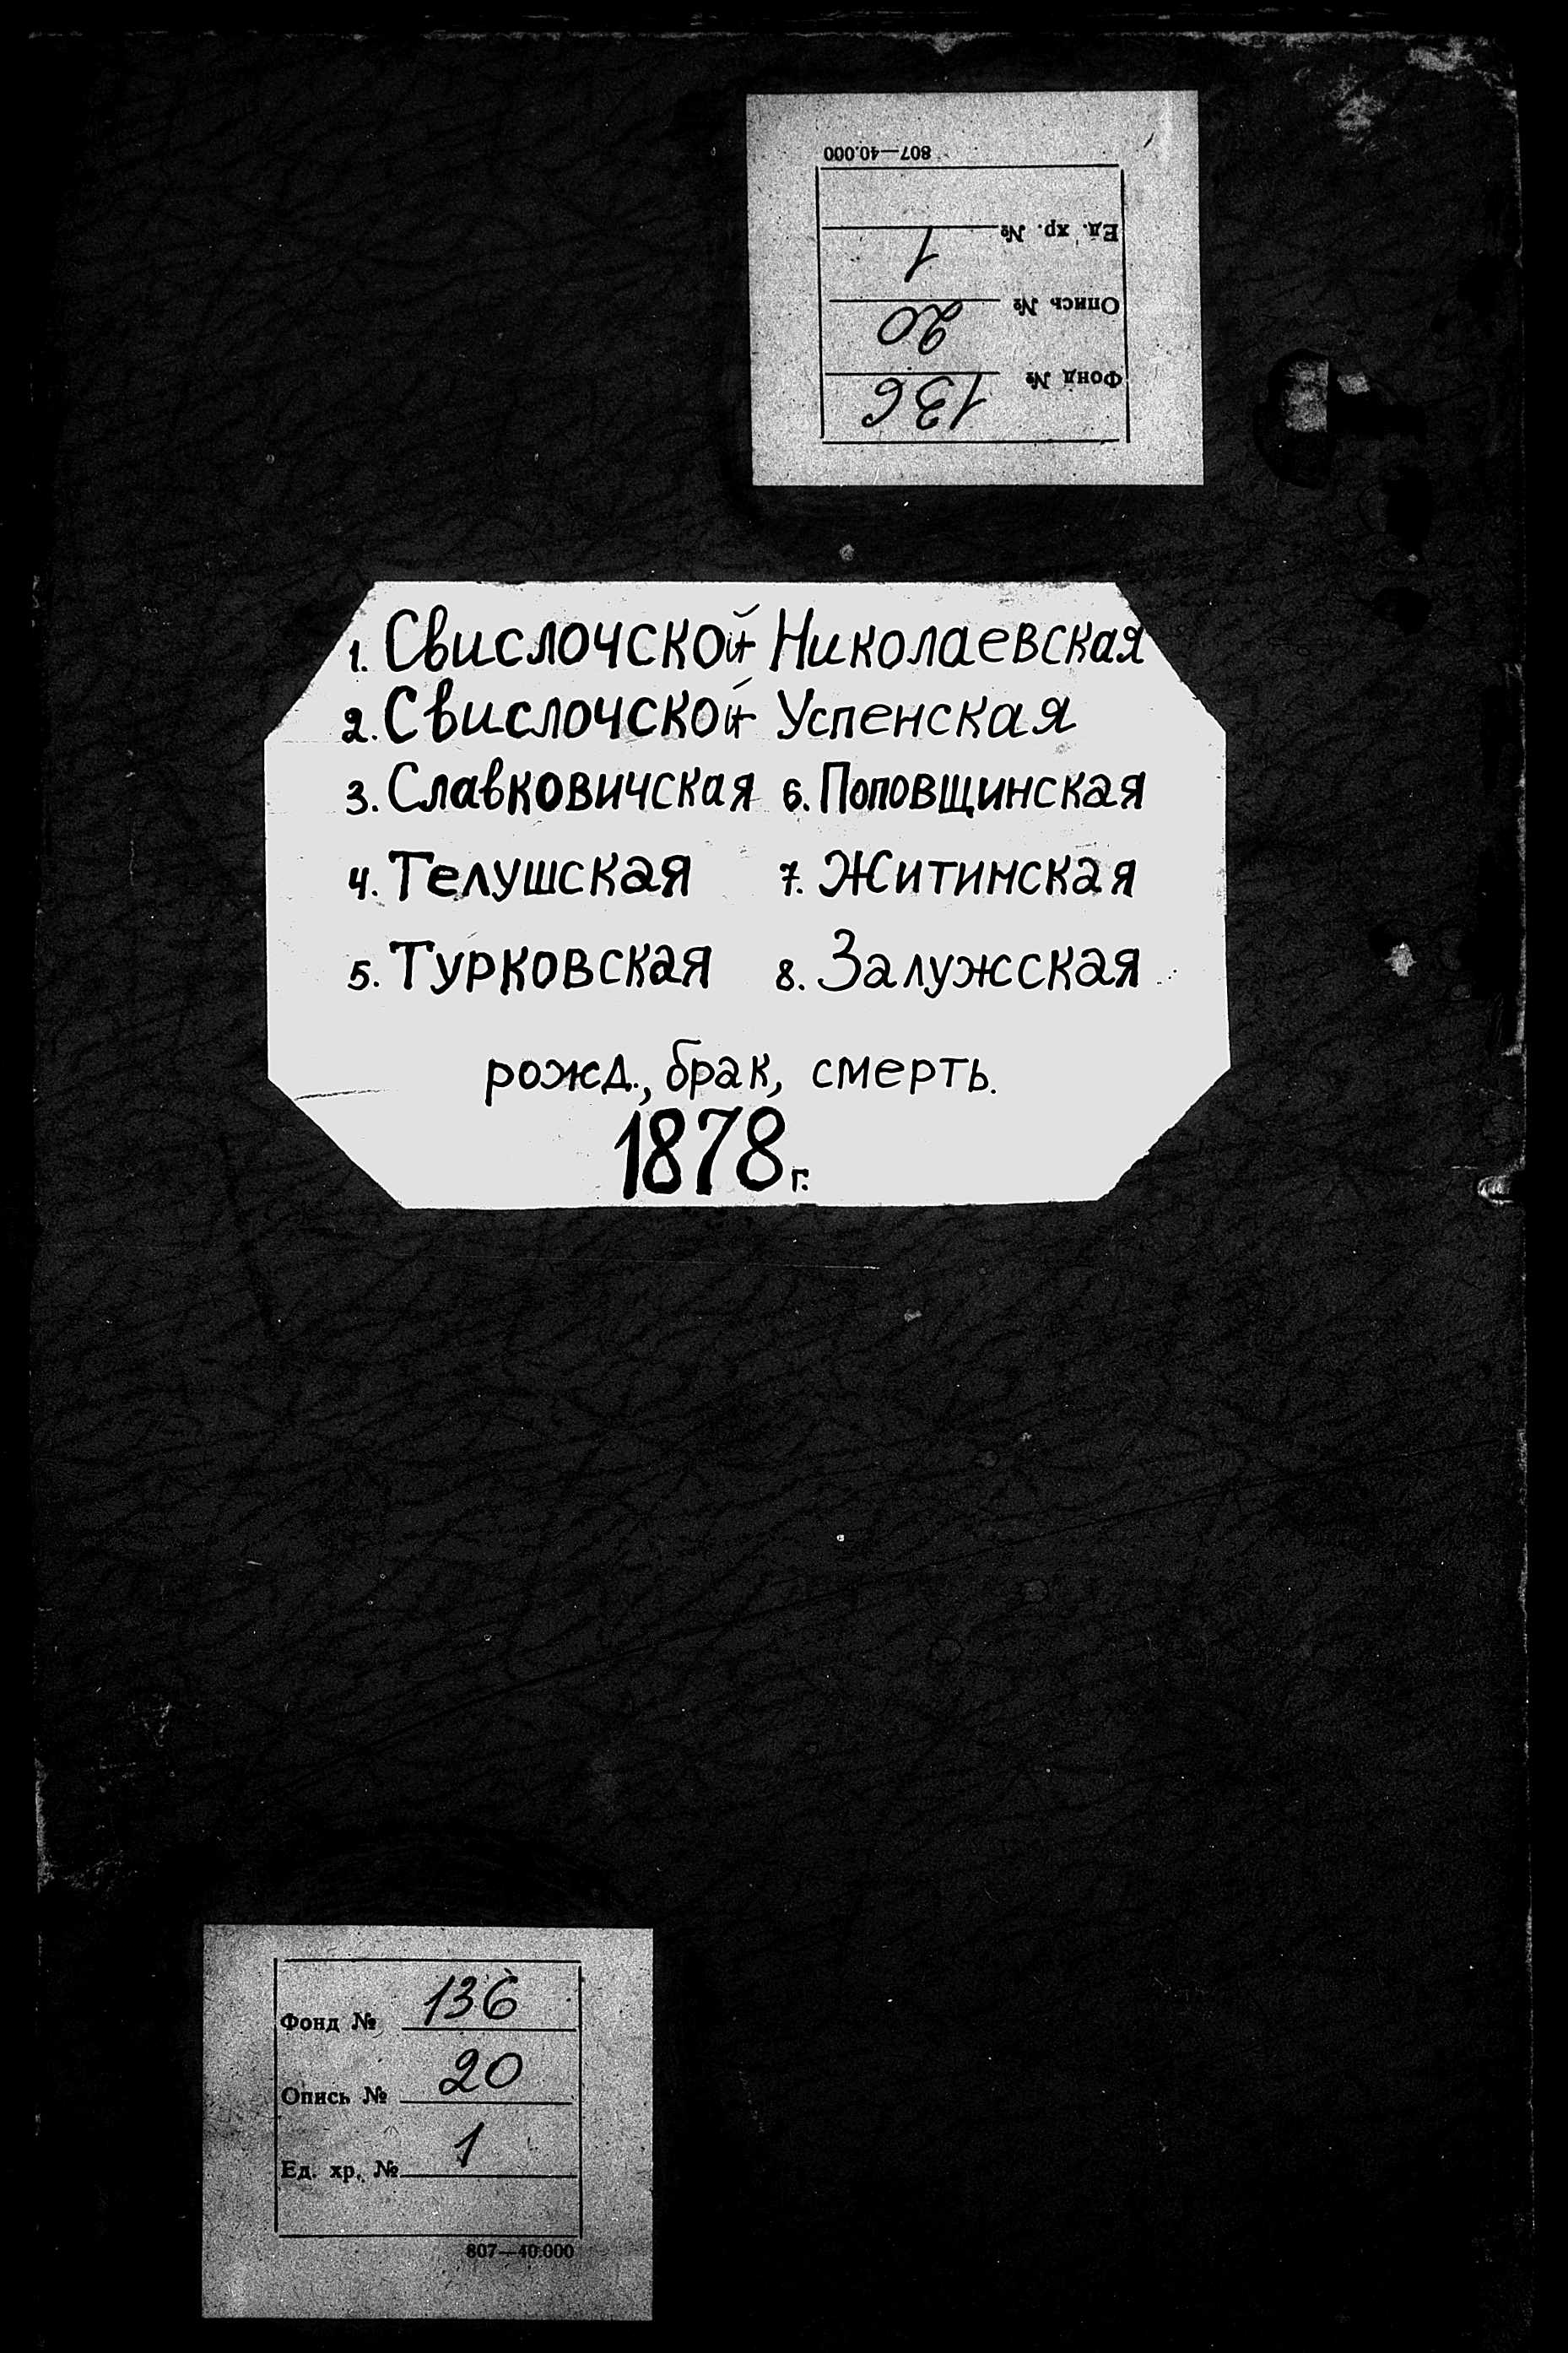 807—40.000
Ед. хр. № 1
Опись № 20
Фонд № 136
1. Свислочской Николаевская
2. Свислочской Успенская
3. Славковичская 6. Поповщинская
4. Телушская 7. Житинская
5. Турковская 8. Залужская
рожд., брак, смерть.
1878 г.
Фонд № 136
Опись № 20
Ед. хр. № 1
807—40.000